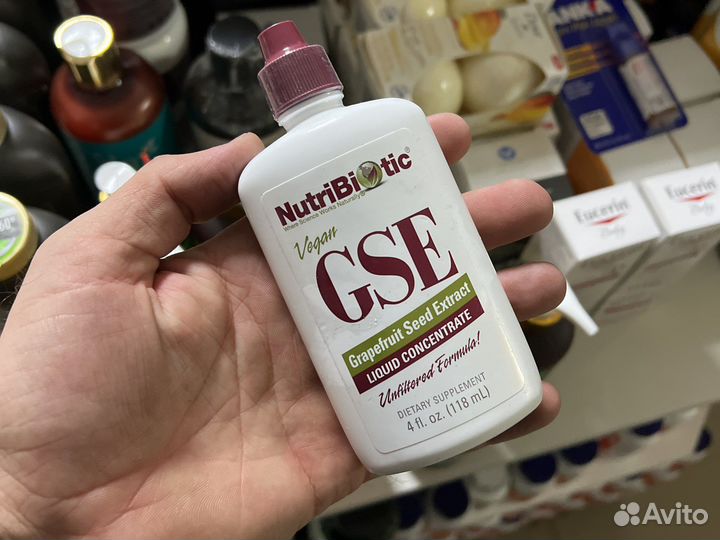 NutriBiotic®
Where Science Works Naturally
Vegan
GSE
Grapefruit Seed Extract
LIQUID CONCENTRATE
Unfiltered Formula!
DIETARY SUPPLEMENT
4 fl. oz. (118 mL)
Eucerin
Baby
Eucerin
Avito